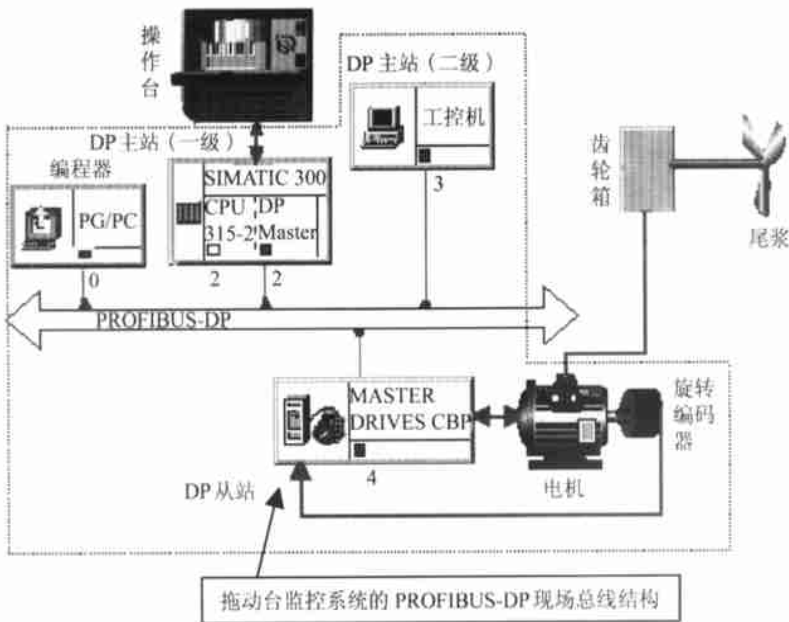 操
作
台
DP 主站（二级）
工控机
3
DP 主站（一级）
编程器
PG/PC
0
SIMATIC 300
CPU
315-2
DP
Master
2
2
齿
轮
箱
尾浆
PROFIBUS-DP
MASTER
DRIVES CBP
4
DP 从站
电机
旋转
编码
器
拖动台监控系统的 PROFIBUS-DP 现场总线结构